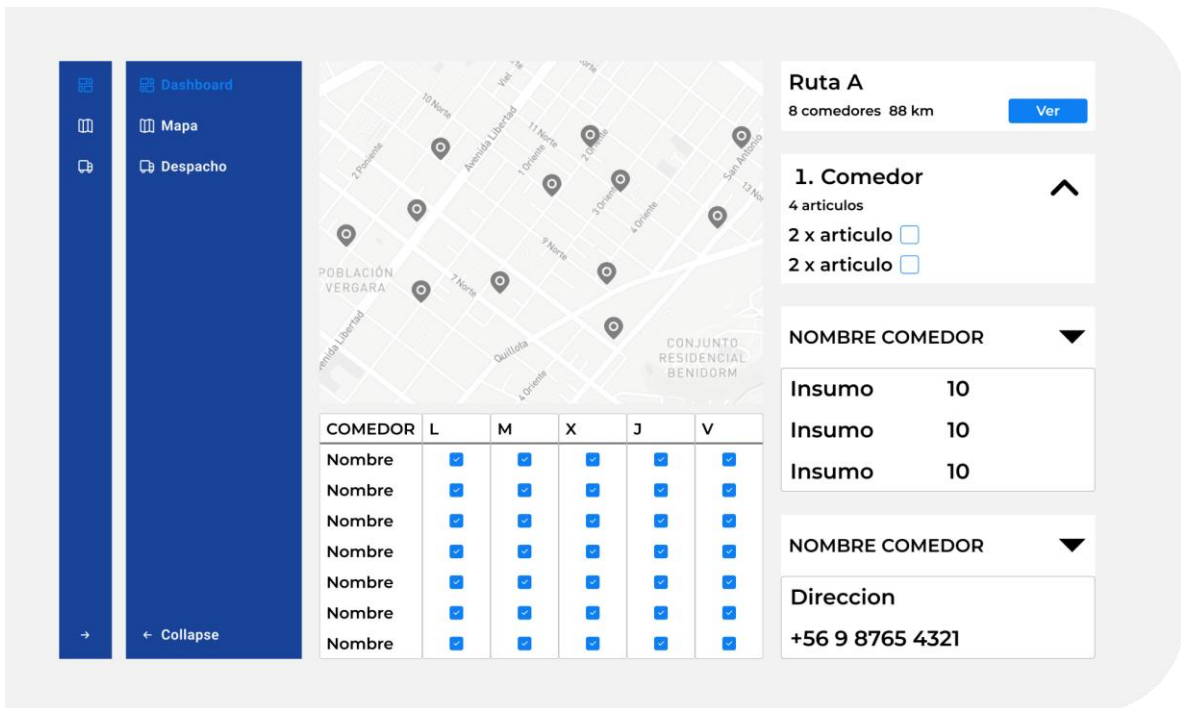 Dashboard
Mapa
Despacho
← Collapse
Viel
10 Norte
Avenida Libertad
11 Norte
2 Oriente
1 Oriente
2 Poniente
San Antonio
13 Nor
3 Oriente
4 Oriente
9 Norte
POBLACIÓN
VERGARA
7 Norte
enida Libertad
Quillota
4 Oriente
CONJUNTO
RESIDENCIAL
BENIDORM
COMEDOR L M X J V
Nombre
Nombre
Nombre
Nombre
Nombre
Nombre
Nombre
Ruta A
8 comedores 88 km
Ver
1. Comedor
4 articulos
2 x articulo
2 x articulo
NOMBRE COMEDOR
Insumo 10
Insumo 10
Insumo 10
NOMBRE COMEDOR
Direccion
+56 9 8765 4321